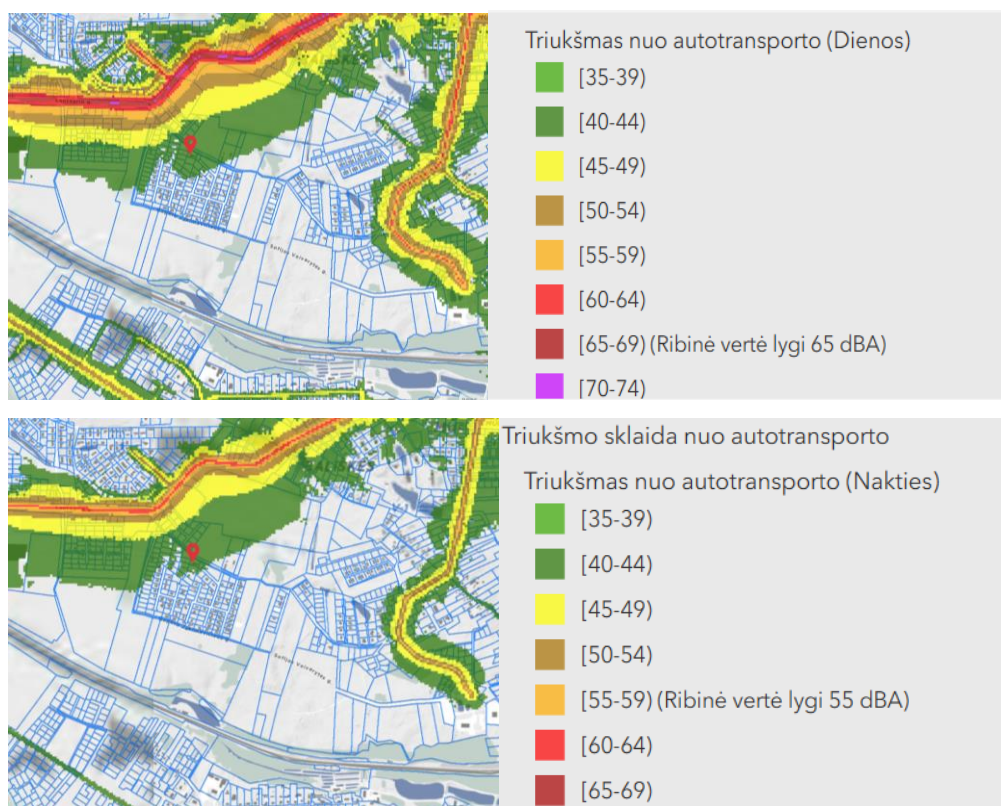 Triukšmas nuo autotransporto (Dienos)
[35-39)
[40-44)
[45-49)
[50-54)
[55-59)
[60-64)
[65-69) (Ribinė vertė lygi 65 dBA)
[70-74)
Triukšmo sklaida nuo autotransporto
Triukšmas nuo autotransporto (Nakties)
[35-39)
[40-44)
[45-49)
[50-54)
[55-59) (Ribinė vertė lygi 55 dBA)
[60-64)
[65-69)